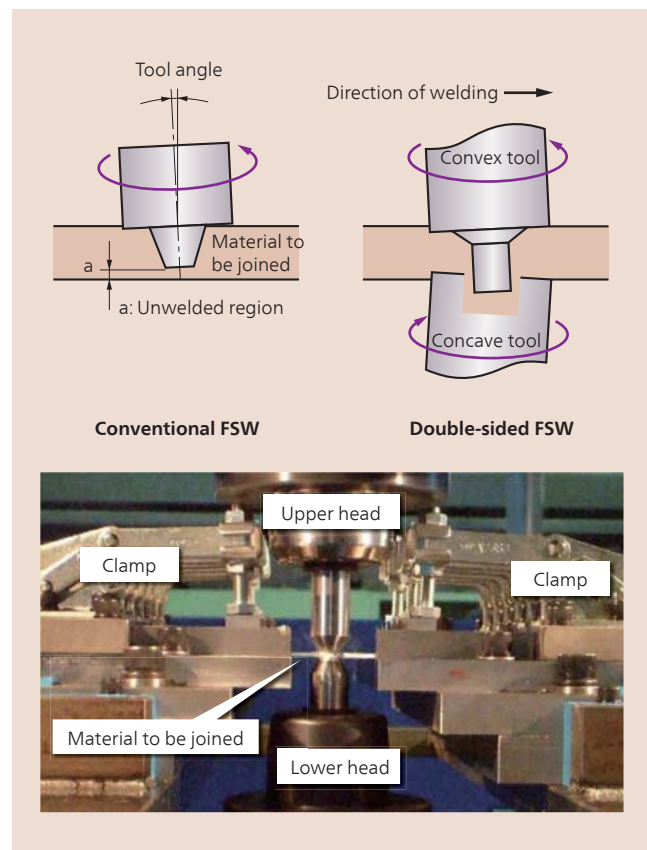 Tool angle
Direction of welding
Convex tool
Material to
be joined
a
a: Unwelded region
Concave tool
Conventional FSW
Double-sided FSW
Upper head
Clamp
Clamp
Material to be joined
Lower head